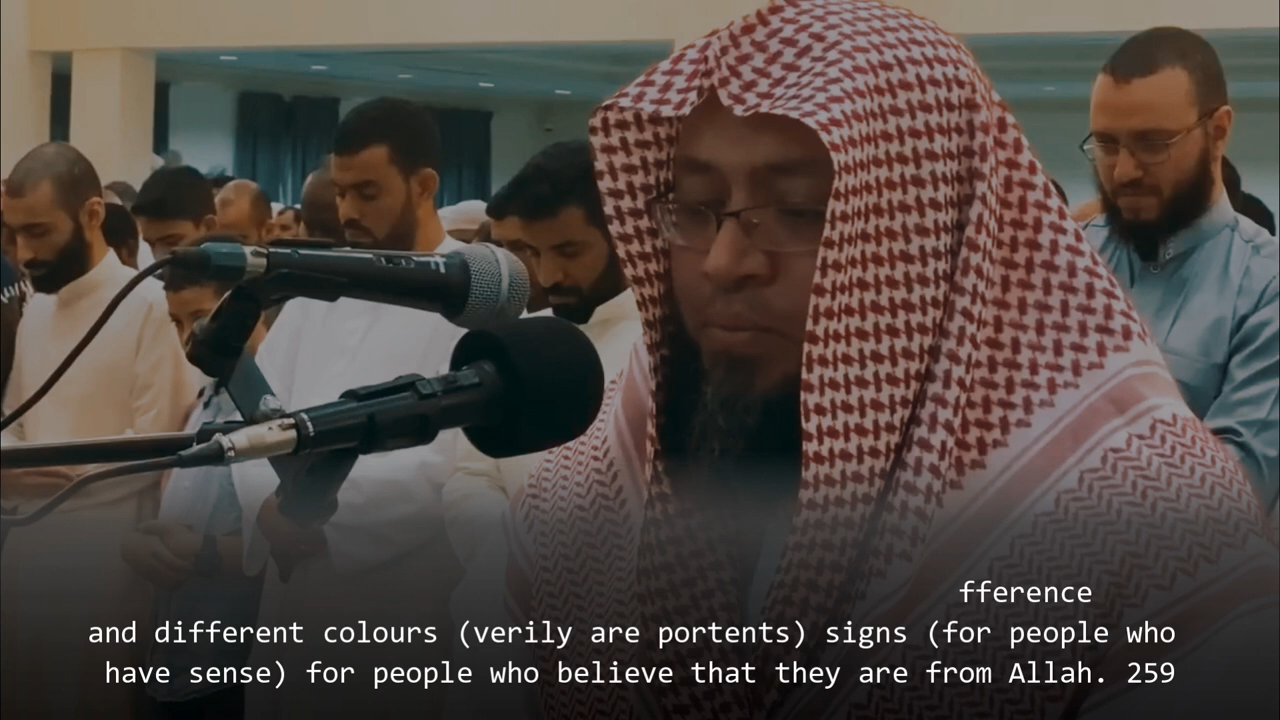 fference
and different colours (verily are portents) signs (for people who
have sense) for people who believe that they are from Allah. 259